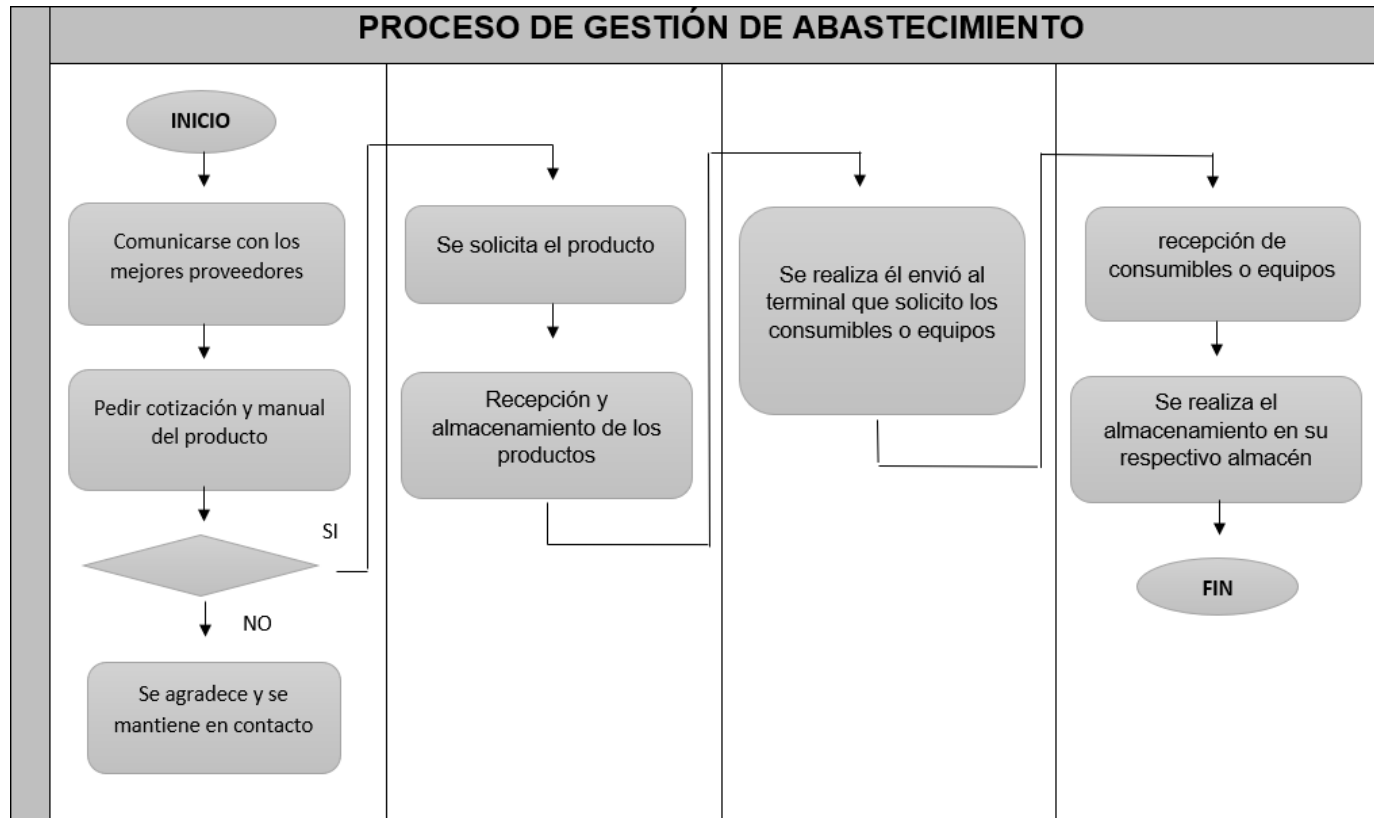 PROCESO DE GESTIÓN DE ABASTECIMIENTO
INICIO
Comunicarse con los
mejores proveedores
Pedir cotización y manual
del producto
SI
NO
Se agradece y se
mantiene en contacto
Se solicita el producto
Recepción y
almacenamiento de los
productos
Se realiza él envió al
terminal que solicito los
consumibles o equipos
recepción de
consumibles o equipos
Se realiza el
almacenamiento en su
respectivo almacén
FIN